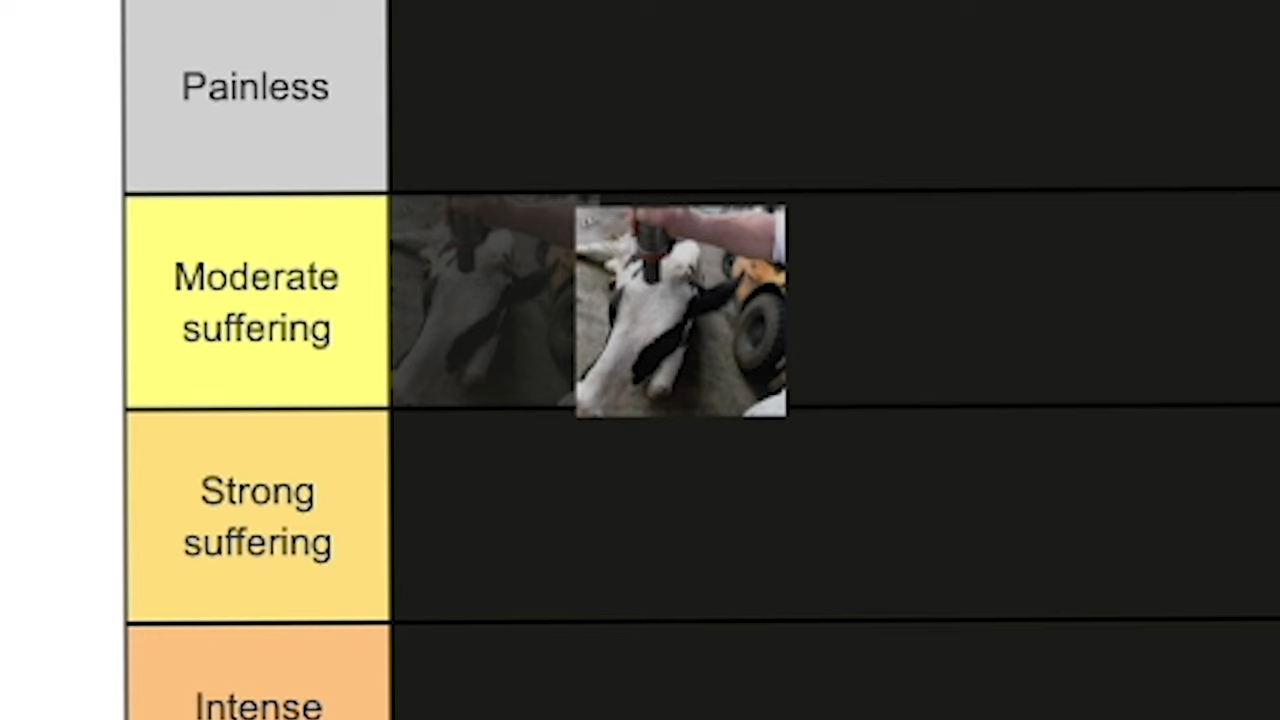 Painless
Moderate
suffering
Strong
suffering
Intense